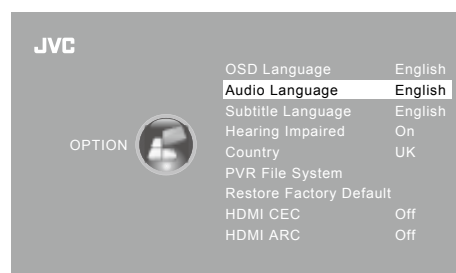 JVC
OPTION
OSD Language English
Audio Language English
Subtitle Language English
Hearing Impaired On
Country UK
PVR File System
Restore Factory Default
HDMI CEC Off
HDMI ARC Off